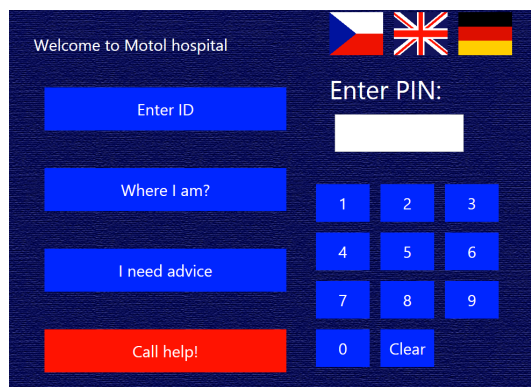 Welcome to Motol hospital
Enter ID
Where I am?
I need advice
Call help!
Enter PIN:
1 2 3
4 5 6
7 8 9
0 Clear